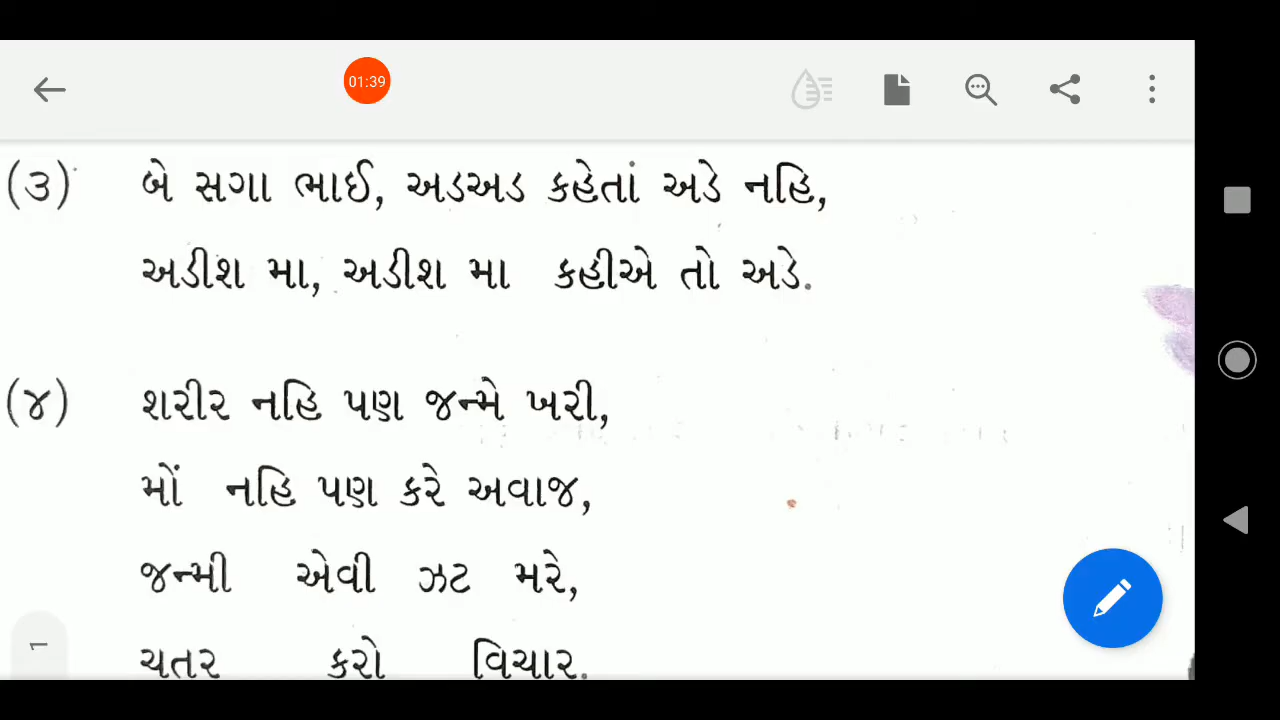 01:39
(૩) બે સગા ભાઈ, અડઅડ કહેતાં અડે નહિ,
અડીશ મા, અડીશ મા કહીએ તો અડે.
(૪) શરીર નહિ પણ જન્મે ખરી,
મોં નહિ પણ કરે અવાજ,
જન્મી એવી ઝટ મરે,
ચતર કરો વિચાર.
1